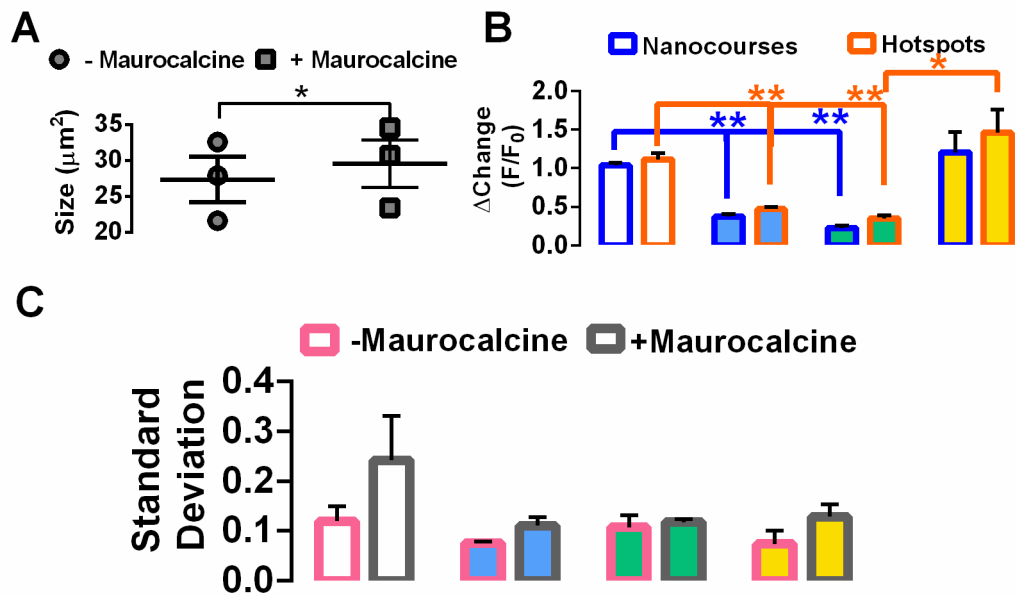 A
- Maurocalcine + Maurocalcine
*
Size (μm²)
35
30
25
20
B
Nanocourses Hotspots
*
** **
** **
ΔChange
(F/F₀)
2.0
1.5
1.0
0.5
0.0
C
-Maurocalcine +Maurocalcine
Standard
Deviation
0.4
0.3
0.2
0.1
0.0